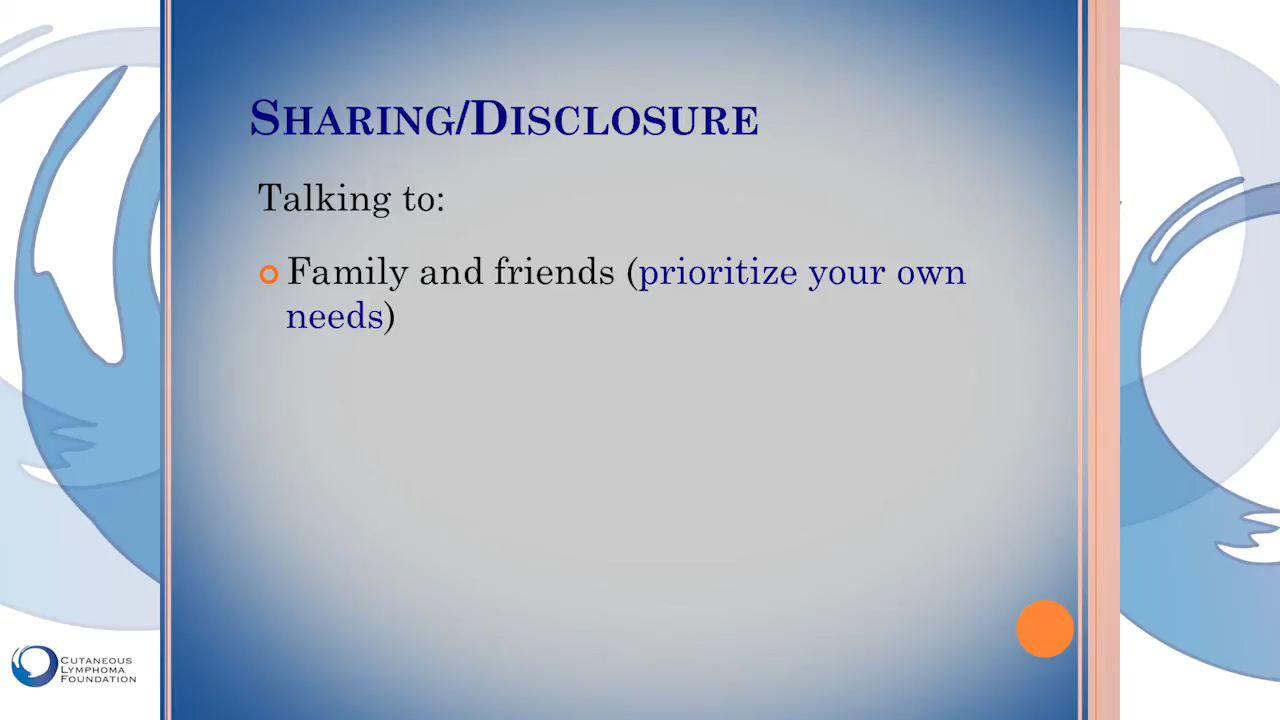 SHARING/DISCLOSURE
Talking to:
Family and friends (prioritize your own
needs)
CUTANEOUS
LYMPHOMA
FOUNDATION